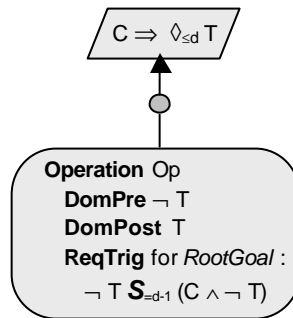 C ⇒ ◊≤d T
Operation Op
DomPre ¬ T
DomPost T
ReqTrig for RootGoal :
¬ T S=d-1 (C ∧ ¬ T)